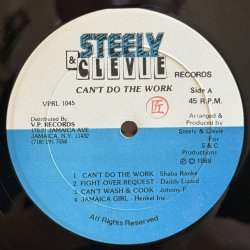 STEELY
& CLEVIE
RECORDS
CAN'T DO THE WORK
VPRL 1045
Side A
45 R.P.M.
匠
Distributed By:
V.P. RECORDS
170-21 JAMAICA AVE.
JAMAICA, N.Y. 11432
(718) 291-7058
Arranged &
Produced by
Steely & Clevie
For
S & C
Productions
℗ © 1988
1 - CAN'T DO THE WORK - Shaba Ranks
2 - FIGHT OVER REQUEST - Daddy Lizard
3 - CAN'T WASH & COOK - Johnny P
4 - JAMAICA GIRL - Henkel Irie
All Rights Reserved